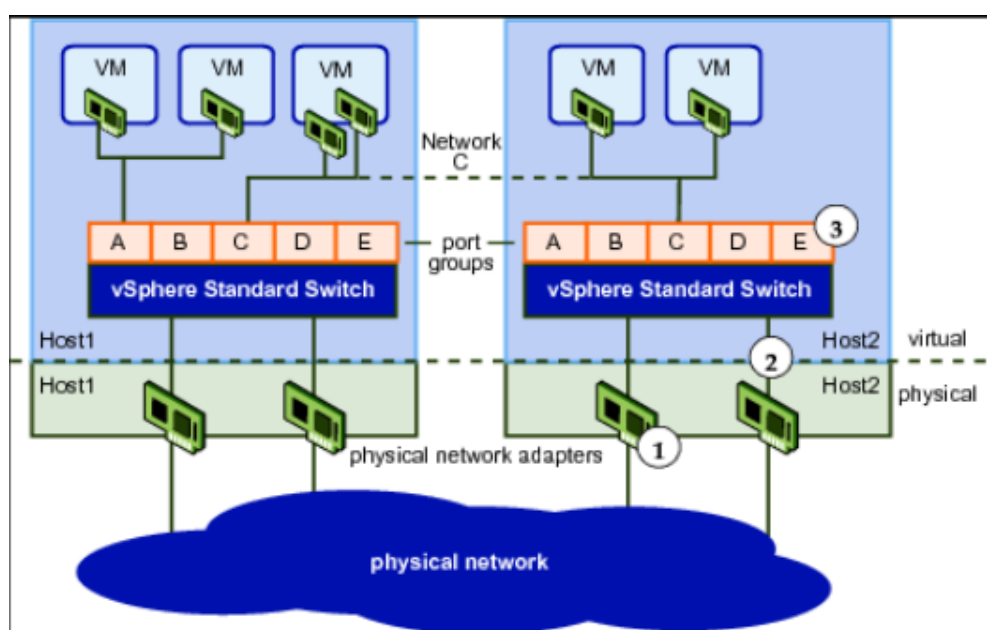 VM VM VM VM VM
Network
C
A B C D E port A B C D E 3
groups
vSphere Standard Switch vSphere Standard Switch
Host1 2 Host2 virtual
Host1 Host2 physical
1
physical network adapters
physical network